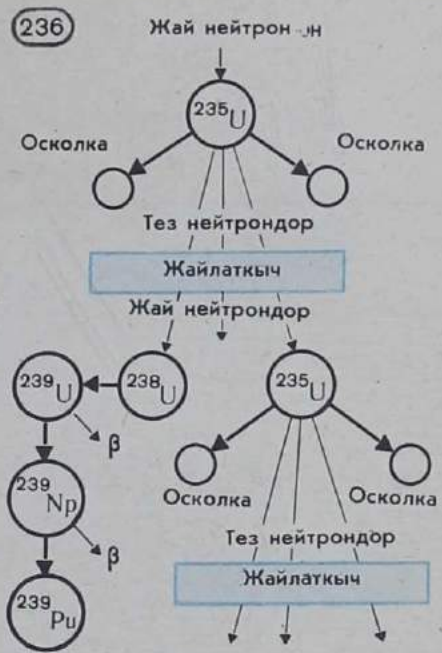 236
Жай нейтрон
235U
Осколка Осколка
Тез нейтрондор
Жайлаткыч
Жай нейтрондор
239U 238U 235U
β
Осколка Осколка
239Np
Тез нейтрондор
β
Жайлаткыч
239Pu